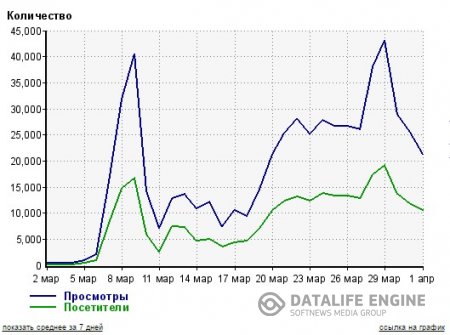 Количество
45,000
40,000
35,000
30,000
25,000
20,000
15,000
10,000
5,000
0
2 мар 5 мар 8 мар 11 мар 14 мар 17 мар 20 мар 23 мар 26 мар 29 мар 1 апр
Просмотры
Посетители
DATALIFE ENGINE
SOFTNEWS MEDIA GROUP
показать среднее за 7 дней
ссылка на график